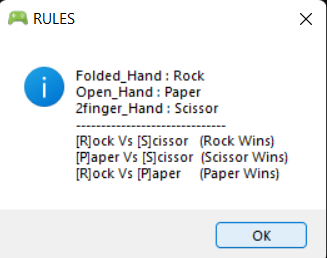 RULES
Folded_Hand : Rock
Open_Hand : Paper
2finger_Hand : Scissor
------------------------------
[R]ock Vs [S]cissor (Rock Wins)
[P]aper Vs [S]cissor (Scissor Wins)
[R]ock Vs [P]aper (Paper Wins)
OK